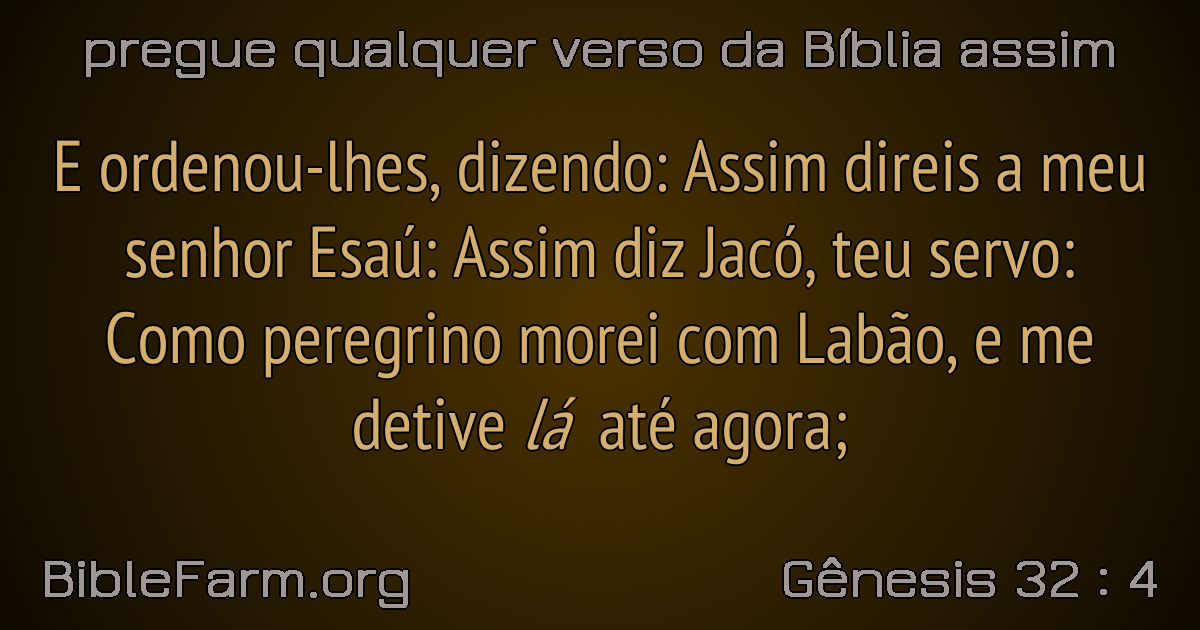 pregue qualquer verso da Bíblia assim
E ordenou-lhes, dizendo: Assim direis a meu
senhor Esaú: Assim diz Jacó, teu servo:
Como peregrino morei com Labão, e me
detive lá até agora;
BibleFarm.org
Gênesis 32 : 4